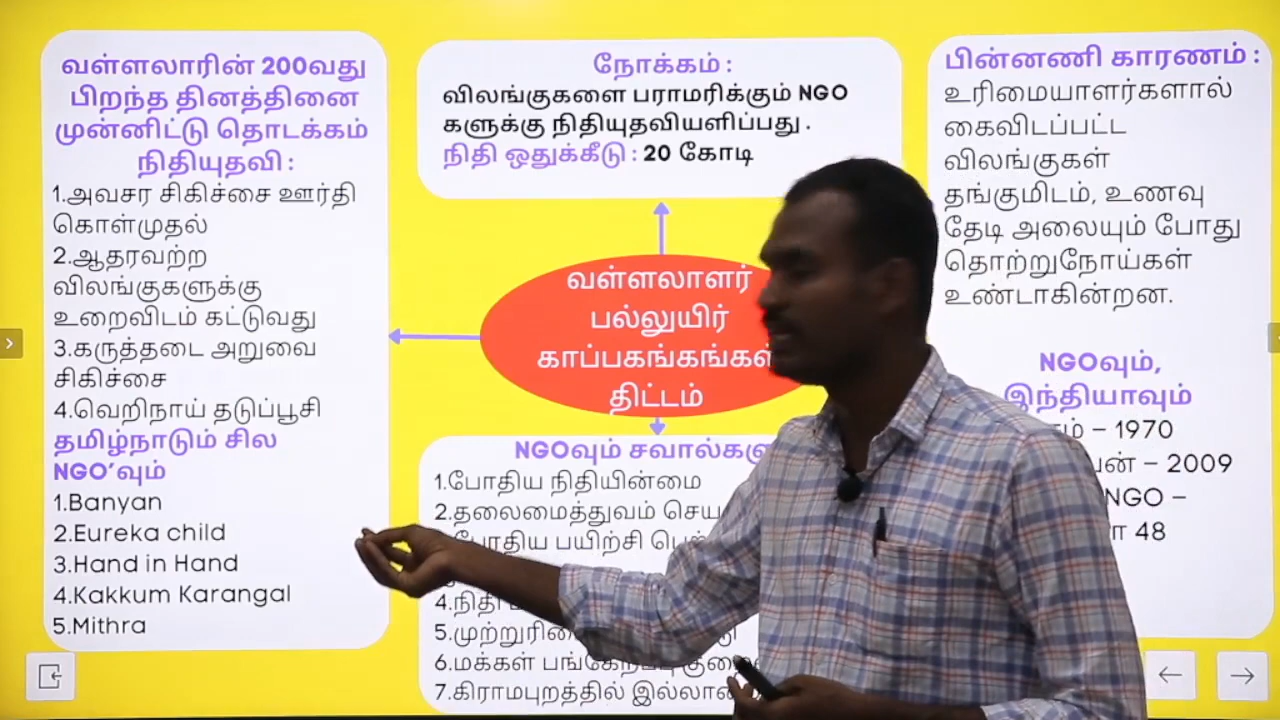 வள்ளலாரின் 200வது
பிறந்த தினத்தினை
முன்னிட்டு தொடக்கம்
நிதியுதவி :
1.அவசர சிகிச்சை ஊர்தி
கொள்முதல்
2.ஆதரவற்ற
விலங்குகளுக்கு
உறைவிடம் கட்டுவது
3.கருத்தடை அறுவை
சிகிச்சை
4.வெறிநாய் தடுப்பூசி
தமிழ்நாடும் சில
NGO'வும்
1.Banyan
2.Eureka child
3.Hand in Hand
4.Kakkum Karangal
5.Mithra
நோக்கம் :
விலங்குகளை பராமரிக்கும் NGO
களுக்கு நிதியுதவியளிப்பது .
நிதி ஒதுக்கீடு : 20 கோடி
வள்ளலாளர்
பல்லுயிர்
காப்பகங்கங்கள்
திட்டம்
NGOவும்
1.போதிய நிதியின்மை
2.தலைமைத்துவம்
போதிய பயிற்சி
4.நிதி
5.
6.மக்கள்
7.கிராமபுறத்தில்
பின்னணி காரணம் :
உரிமையாளர்களால்
கைவிடப்பட்ட
விலங்குகள்
தங்குமிடம், உணவு
தேடி அலையும் போது
தொற்றுநோய்கள்
உண்டாகின்றன.
NGOவும்,
இந்தியாவும்
– 1970
– 2009
NGO –
48